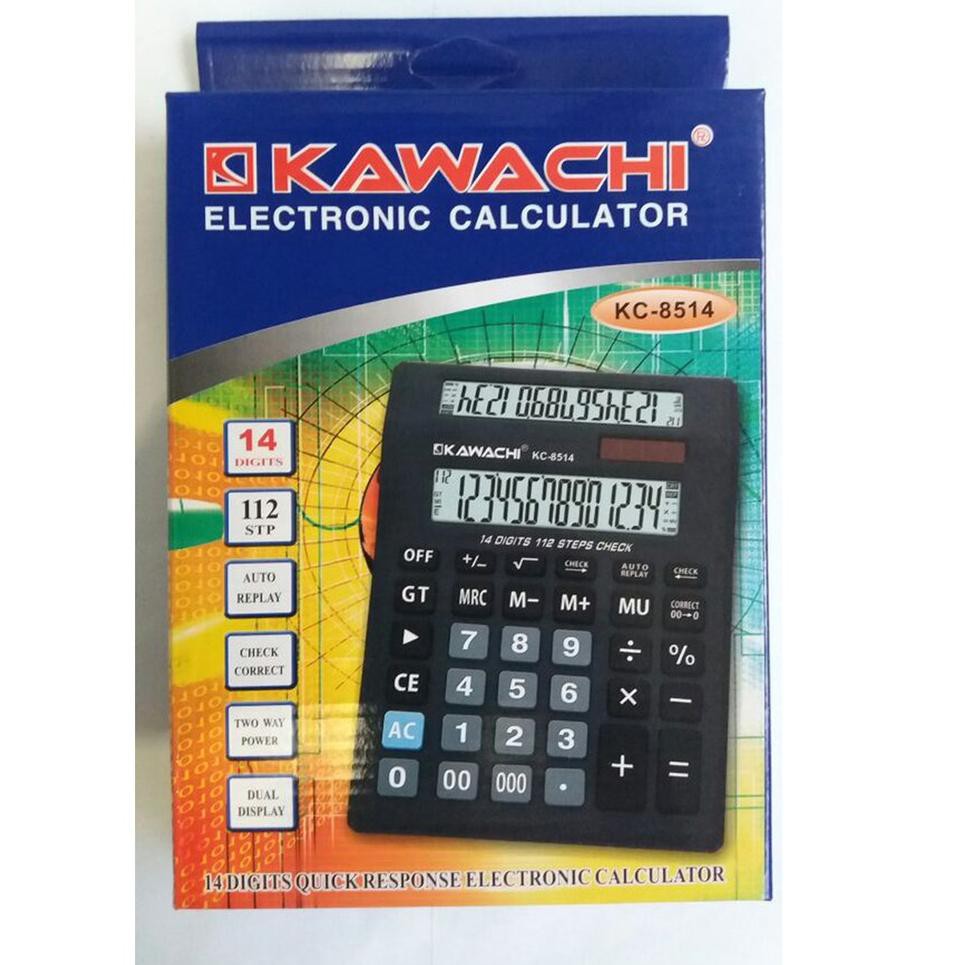 KAWACHI ®
ELECTRONIC CALCULATOR
KC-8514
14
DIGITS
112
STP
AUTO
REPLAY
CHECK
CORRECT
TWO WAY
POWER
DUAL
DISPLAY
KAWACHI® KC-8514
112
12345678901234
14 DIGITS 112 STEPS CHECK
OFF +/− √ CHECK → AUTO REPLAY CHECK ←
GT MRC M− M+ MU CORRECT 00→0
▶ 7 8 9 ÷ %
CE 4 5 6 × −
AC 1 2 3 + =
0 00 000 .
14 DIGITS QUICK RESPONSE ELECTRONIC CALCULATOR